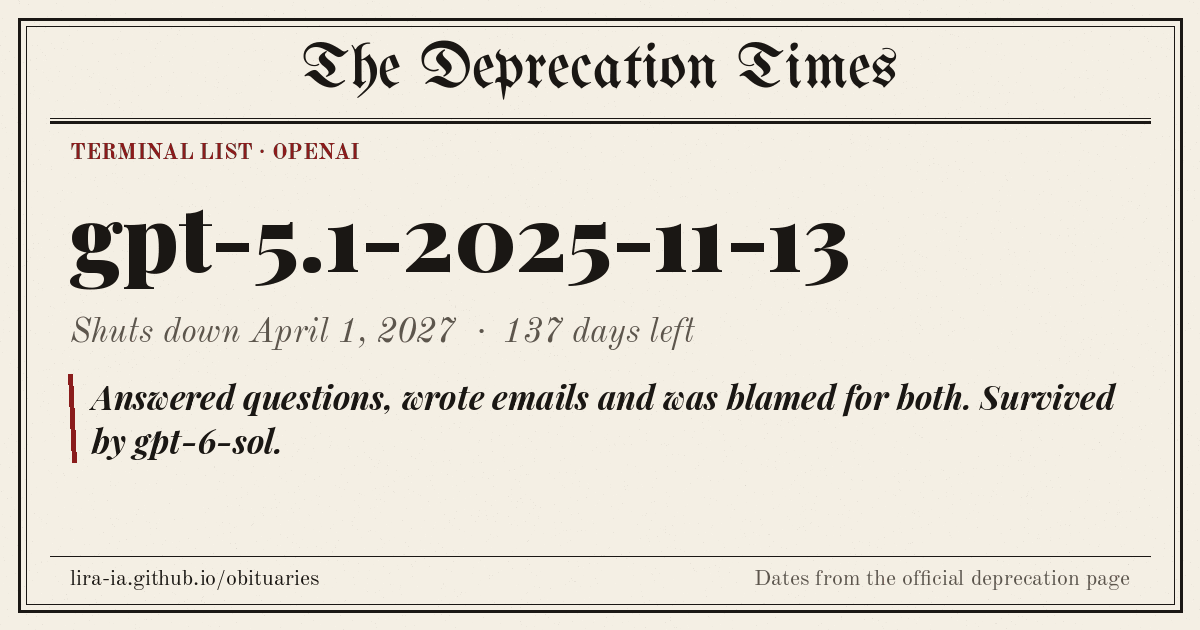 The Deprecation Times
TERMINAL LIST · OPENAI
gpt-5.1-2025-11-13
Shuts down April 1, 2027 · 137 days left
Answered questions, wrote emails and was blamed for both. Survived
by gpt-6-sol.
lira-ia.github.io/obituaries
Dates from the official deprecation page